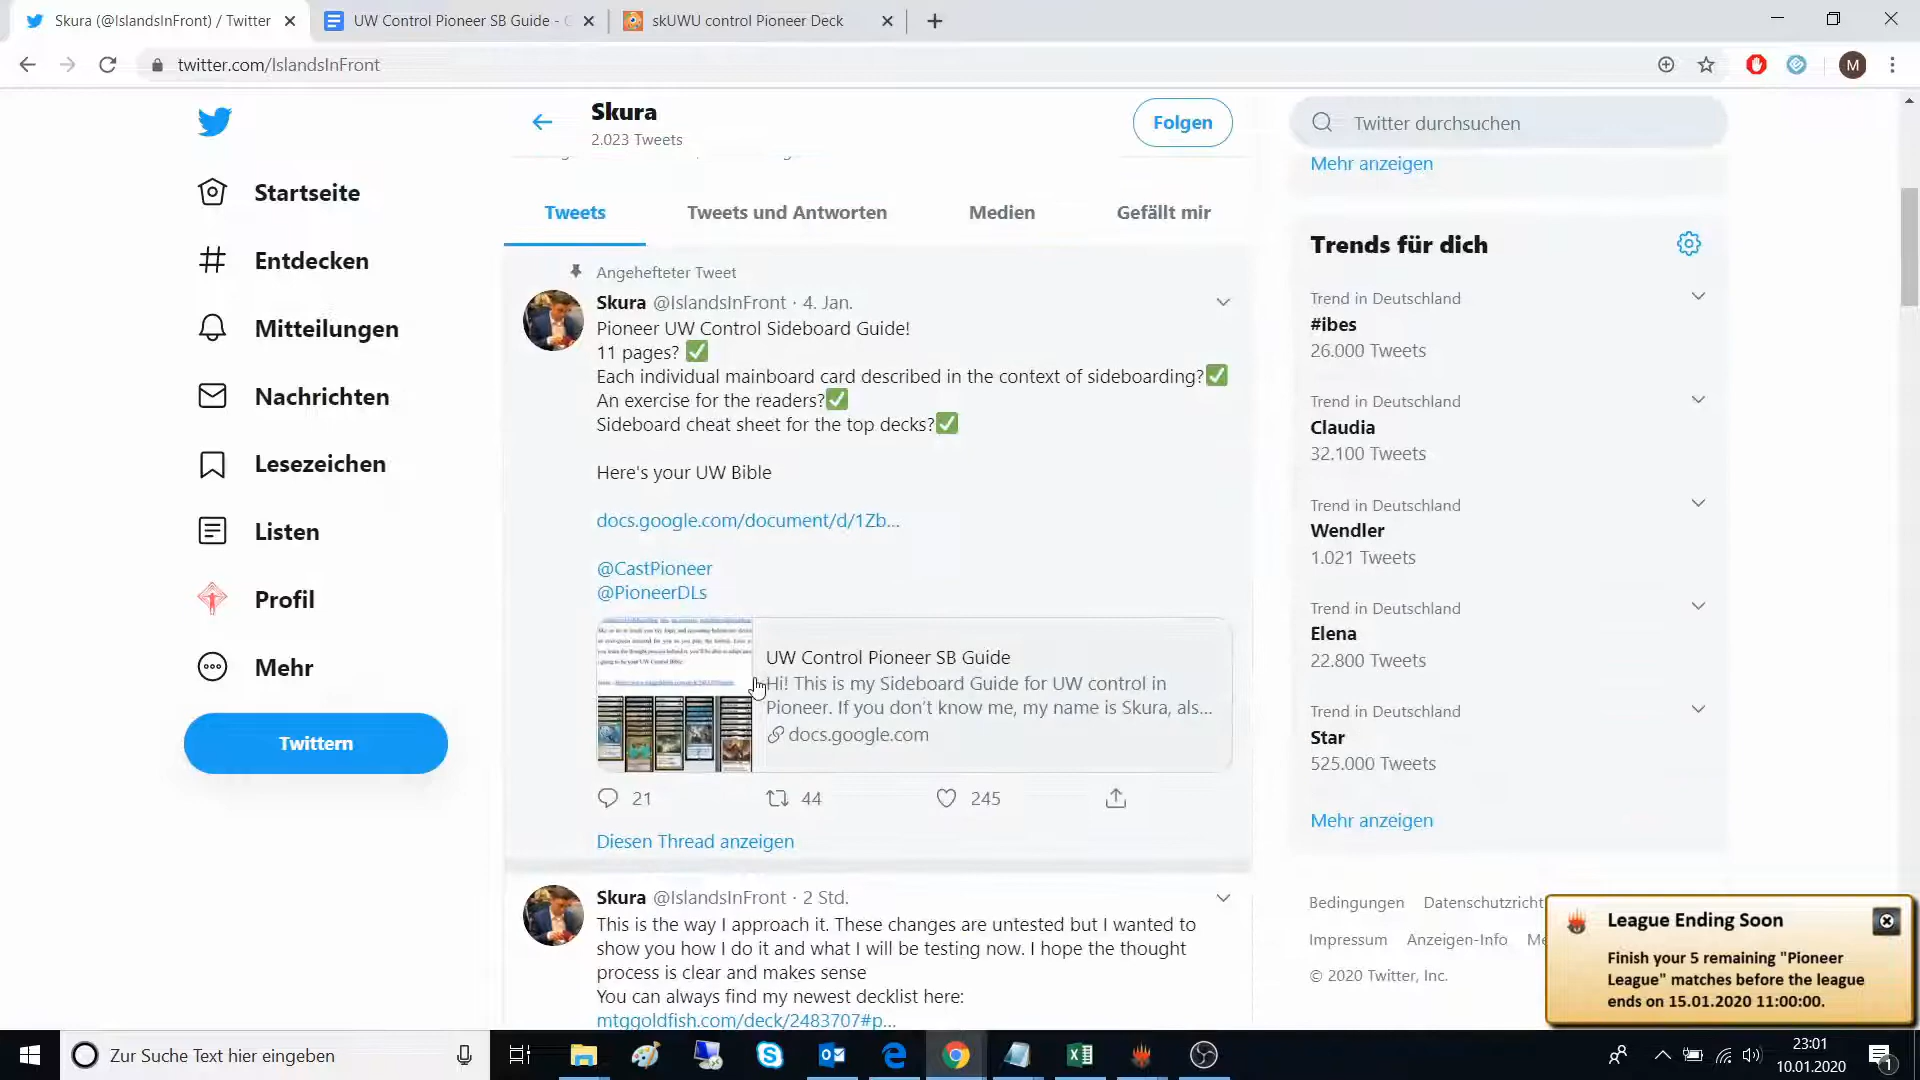 Skura (@IslandsInFront) / Twitter
UW Control Pioneer SB Guide -
skUWU control Pioneer Deck
twitter.com/IslandsInFront
M
Skura
2.023 Tweets
Folgen
Twitter durchsuchen
Mehr anzeigen
Startseite
Entdecken
Mitteilungen
Nachrichten
Lesezeichen
Listen
Profil
Mehr
Twittern
Tweets
Tweets und Antworten
Medien
Gefällt mir
Angehefteter Tweet
Skura @IslandsInFront · 4. Jan.
Pioneer UW Control Sideboard Guide!
11 pages? ✅
Each individual mainboard card described in the context of sideboarding?✅
An exercise for the readers?✅
Sideboard cheat sheet for the top decks?✅
Here's your UW Bible
docs.google.com/document/d/1Zb...
@CastPioneer
@PioneerDLs
UW Control Pioneer SB Guide
Hi! This is my Sideboard Guide for UW control in
Pioneer. If you don't know me, my name is Skura, als...
docs.google.com
21
44
245
Diesen Thread anzeigen
Skura @IslandsInFront · 2 Std.
This is the way I approach it. These changes are untested but I wanted to
show you how I do it and what I will be testing now. I hope the thought
process is clear and makes sense
You can always find my newest decklist here:
mtggoldfish.com/deck/2483707#p...
Trends für dich
Trend in Deutschland
#ibes
26.000 Tweets
Trend in Deutschland
Claudia
32.100 Tweets
Trend in Deutschland
Wendler
1.021 Tweets
Trend in Deutschland
Elena
22.800 Tweets
Trend in Deutschland
Star
525.000 Tweets
Mehr anzeigen
Bedingungen
Datenschutzricht
Impressum
Anzeigen-Info
Me
© 2020 Twitter, Inc.
League Ending Soon
Finish your 5 remaining "Pioneer
League" matches before the league
ends on 15.01.2020 11:00:00.
Zur Suche Text hier eingeben
23:01
10.01.2020
1